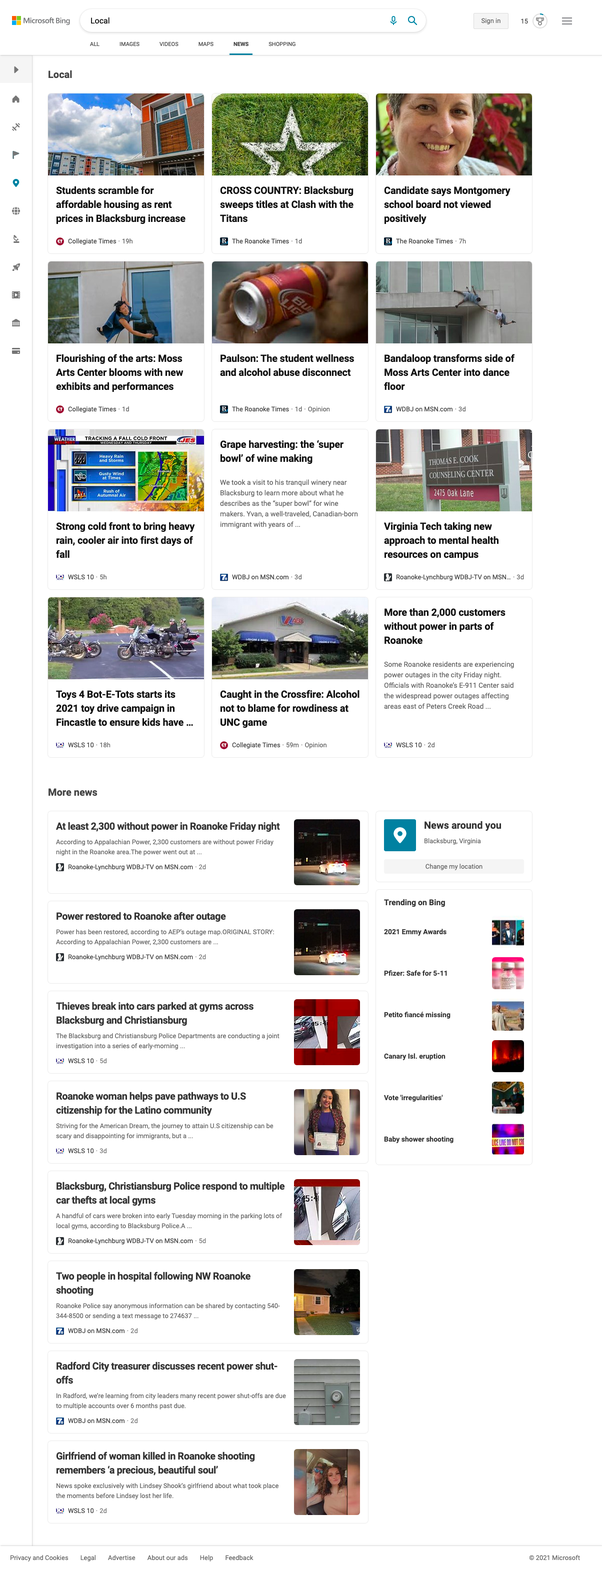 Microsoft Bing
Local
Sign in
15
ALL IMAGES VIDEOS MAPS NEWS SHOPPING
Local
Students scramble for
affordable housing as rent
prices in Blacksburg increase
Collegiate Times · 19h
CROSS COUNTRY: Blacksburg
sweeps titles at Clash with the
Titans
The Roanoke Times · 1d
Candidate says Montgomery
school board not viewed
positively
The Roanoke Times · 7h
Flourishing of the arts: Moss
Arts Center blooms with new
exhibits and performances
Collegiate Times · 1d
Paulson: The student wellness
and alcohol abuse disconnect
The Roanoke Times · 1d · Opinion
Bandaloop transforms side of
Moss Arts Center into dance
floor
WDBJ on MSN.com · 3d
WEATHER
TRACKING A FALL COLD FRONT
Heavy Rain
and Storms
Gusty Wind
at Times
Rush of
Autumnal Air
Strong cold front to bring heavy
rain, cooler air into first days of
fall
WSLS 10 · 5h
Grape harvesting: the ‘super
bowl’ of wine making
We took a visit to his tranquil winery near
Blacksburg to learn more about what he
describes as the “super bowl” for wine
makers. Yvan, a well-traveled, Canadian-born
immigrant with years of ...
WDBJ on MSN.com · 3d
THOMAS E. COOK
COUNSELING CENTER
2475 Oak Lane
Virginia Tech taking new
approach to mental health
resources on campus
Roanoke-Lynchburg WDBJ-TV on MSN... · 3d
Toys 4 Bot-E-Tots starts its
2021 toy drive campaign in
Fincastle to ensure kids have ...
WSLS 10 · 18h
Caught in the Crossfire: Alcohol
not to blame for rowdiness at
UNC game
Collegiate Times · 59m · Opinion
More than 2,000 customers
without power in parts of
Roanoke
Some Roanoke residents are experiencing
power outages in the city Friday night.
Officials with Roanoke's E-911 Center said
the widespread power outages affecting
areas east of Peters Creek Road ...
WSLS 10 · 2d
More news
At least 2,300 without power in Roanoke Friday night
According to Appalachian Power, 2,300 customers are without power Friday
night in the Roanoke area.The power went out at ...
Roanoke-Lynchburg WDBJ-TV on MSN.com · 2d
Power restored to Roanoke after outage
Power has been restored, according to AEP's outage map.ORIGINAL STORY:
According to Appalachian Power, 2,300 customers are ...
Roanoke-Lynchburg WDBJ-TV on MSN.com · 2d
Thieves break into cars parked at gyms across
Blacksburg and Christiansburg
The Blacksburg and Christiansburg Police Departments are conducting a joint
investigation into a series of early-morning ...
WSLS 10 · 5d
Roanoke woman helps pave pathways to U.S
citizenship for the Latino community
Striving for the American Dream, the journey to attain U.S citizenship can be
scary and disappointing for immigrants, but a ...
WSLS 10 · 3d
Blacksburg, Christiansburg Police respond to multiple
car thefts at local gyms
A handful of cars were broken into early Tuesday morning in the parking lots of
local gyms, according to Blacksburg Police.A ...
Roanoke-Lynchburg WDBJ-TV on MSN.com · 5d
Two people in hospital following NW Roanoke
shooting
Roanoke Police say anonymous information can be shared by contacting 540-
344-8500 or sending a text message to 274637 ...
WDBJ on MSN.com · 2d
Radford City treasurer discusses recent power shut-
offs
In Radford, we're learning from city leaders many recent power shut-offs are due
to multiple accounts over 6 months past due.
WDBJ on MSN.com · 2d
Girlfriend of woman killed in Roanoke shooting
remembers ‘a precious, beautiful soul’
News spoke exclusively with Lindsey Shook's girlfriend about what took place
the moments before Lindsey lost her life.
WSLS 10 · 2d
News around you
Blacksburg, Virginia
Change my location
Trending on Bing
2021 Emmy Awards
Pfizer: Safe for 5-11
Petito fiancé missing
Canary Isl. eruption
Vote 'irregularities'
Baby shower shooting
Privacy and Cookies Legal Advertise About our ads Help Feedback
© 2021 Microsoft